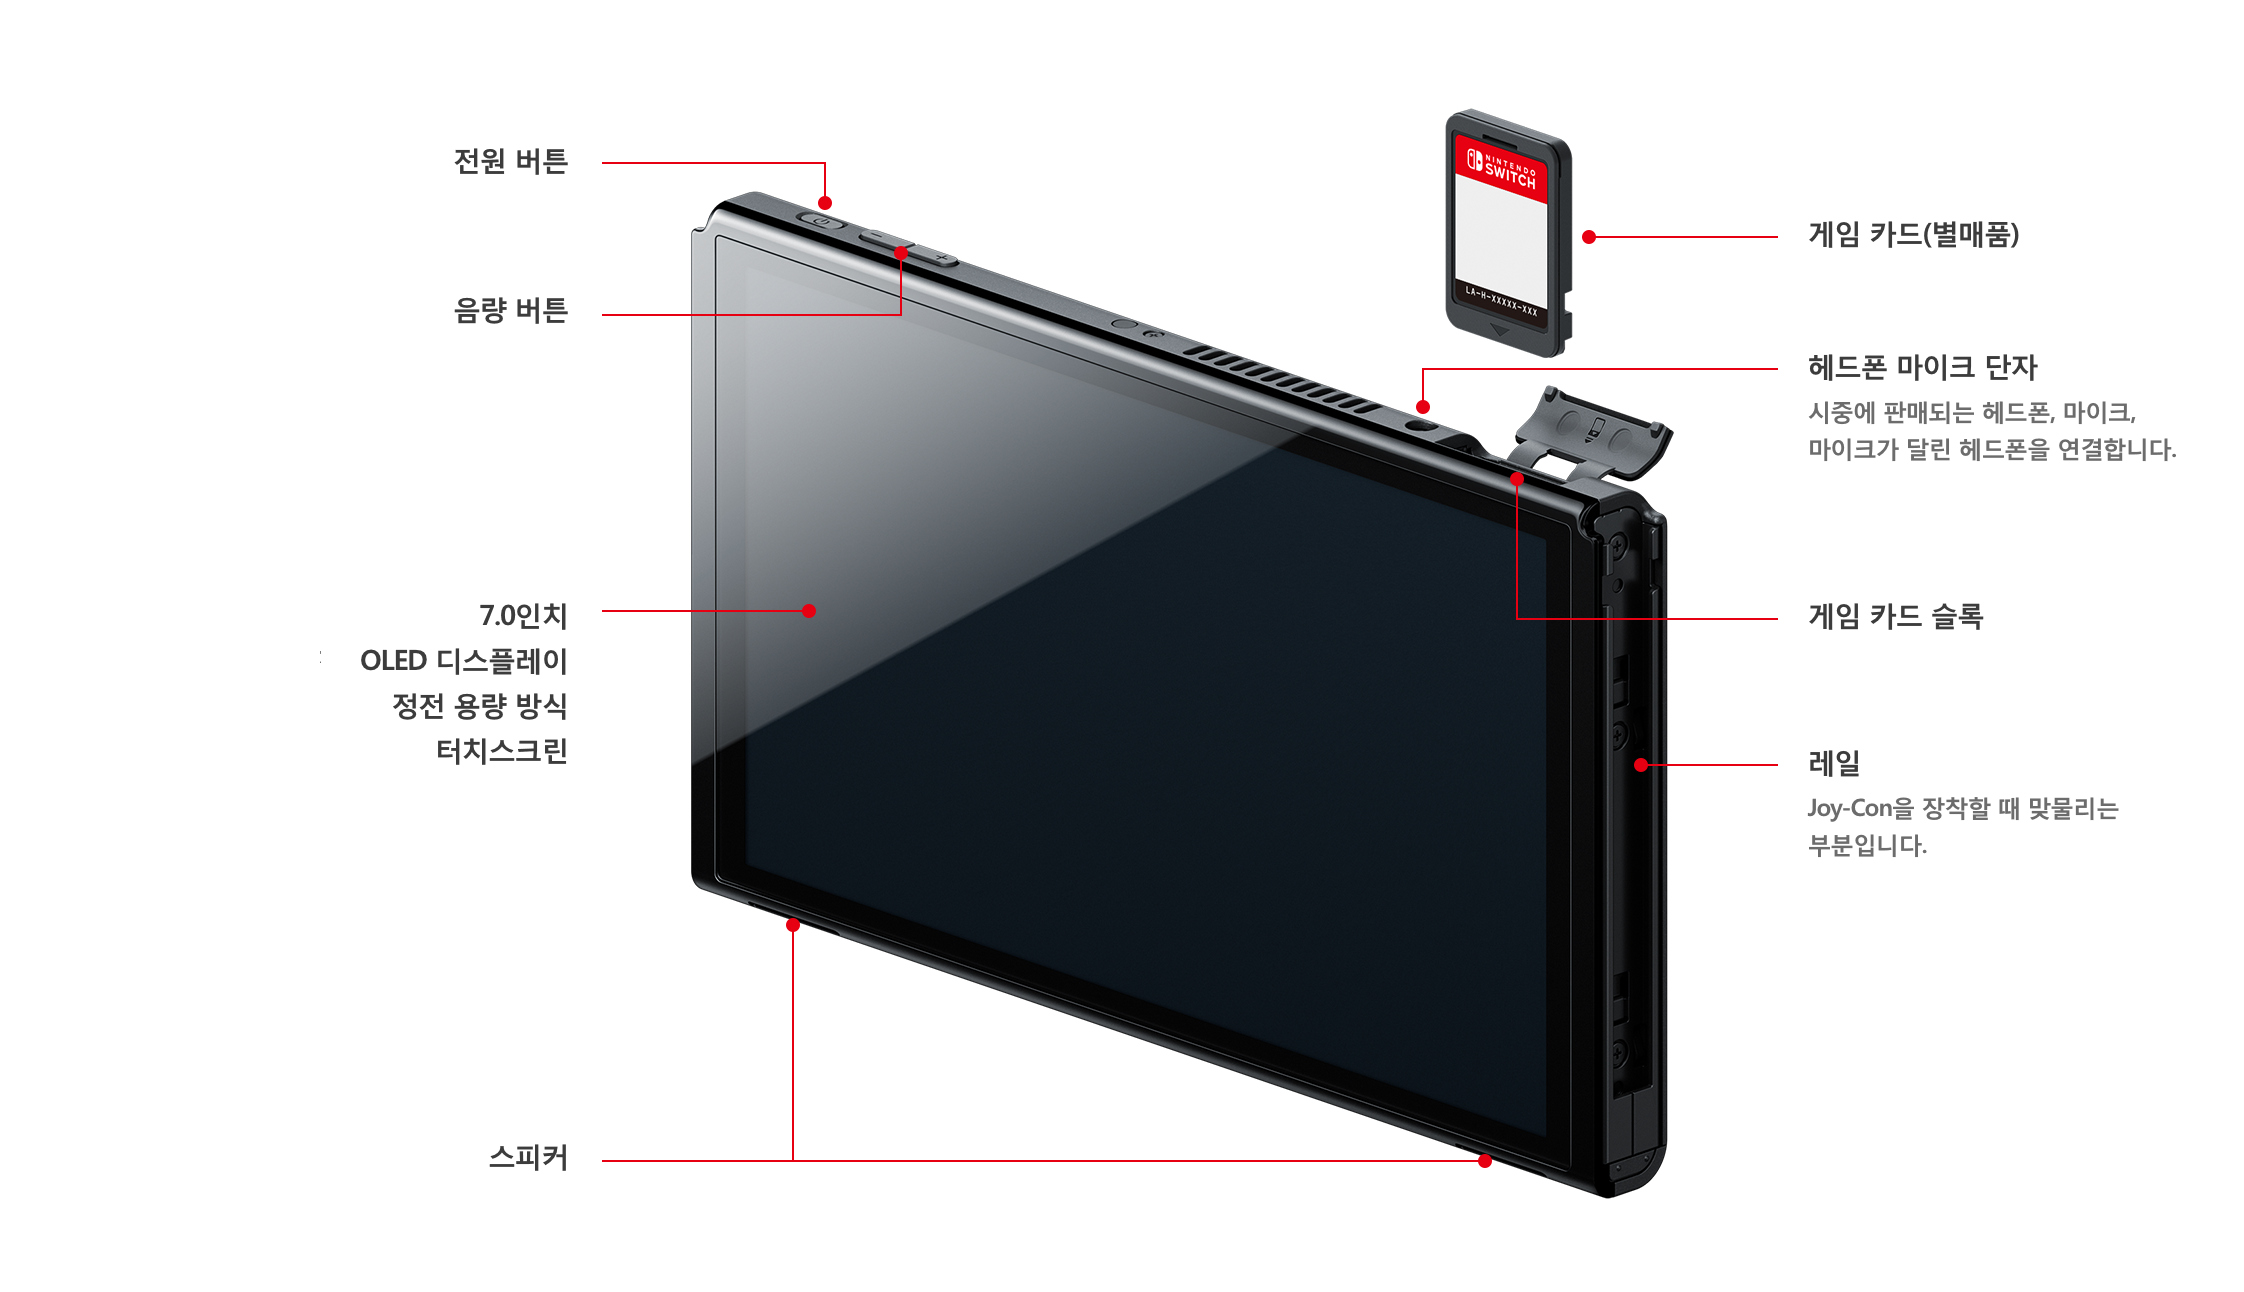 전원 버튼
음량 버튼
7.0인치
OLED 디스플레이
정전 용량 방식
터치스크린
스피커
NINTENDO
SWITCH
LA-H-XXXXX-XXX
게임 카드(별매품)
헤드폰 마이크 단자
시중에 판매되는 헤드폰, 마이크,
마이크가 달린 헤드폰을 연결합니다.
게임 카드 슬록
레일
Joy-Con을 장착할 때 맞물리는
부분입니다.